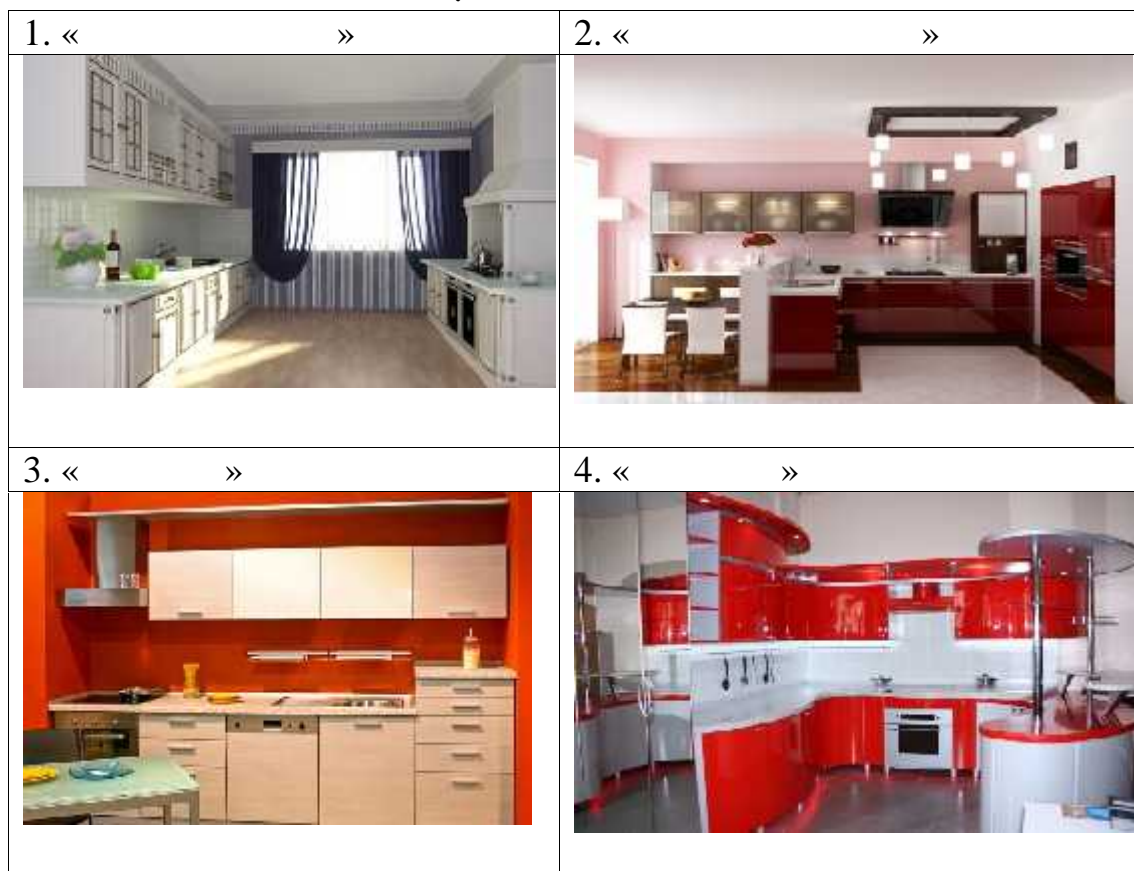 1. « »
2. « »
3. « »
4. « »